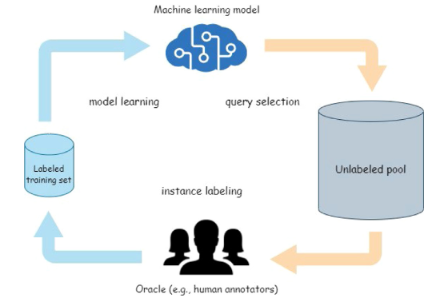 Machine learning model
model learning
query selection
Labeled
training set
Unlabeled pool
instance labeling
Oracle (e.g., human annotators)